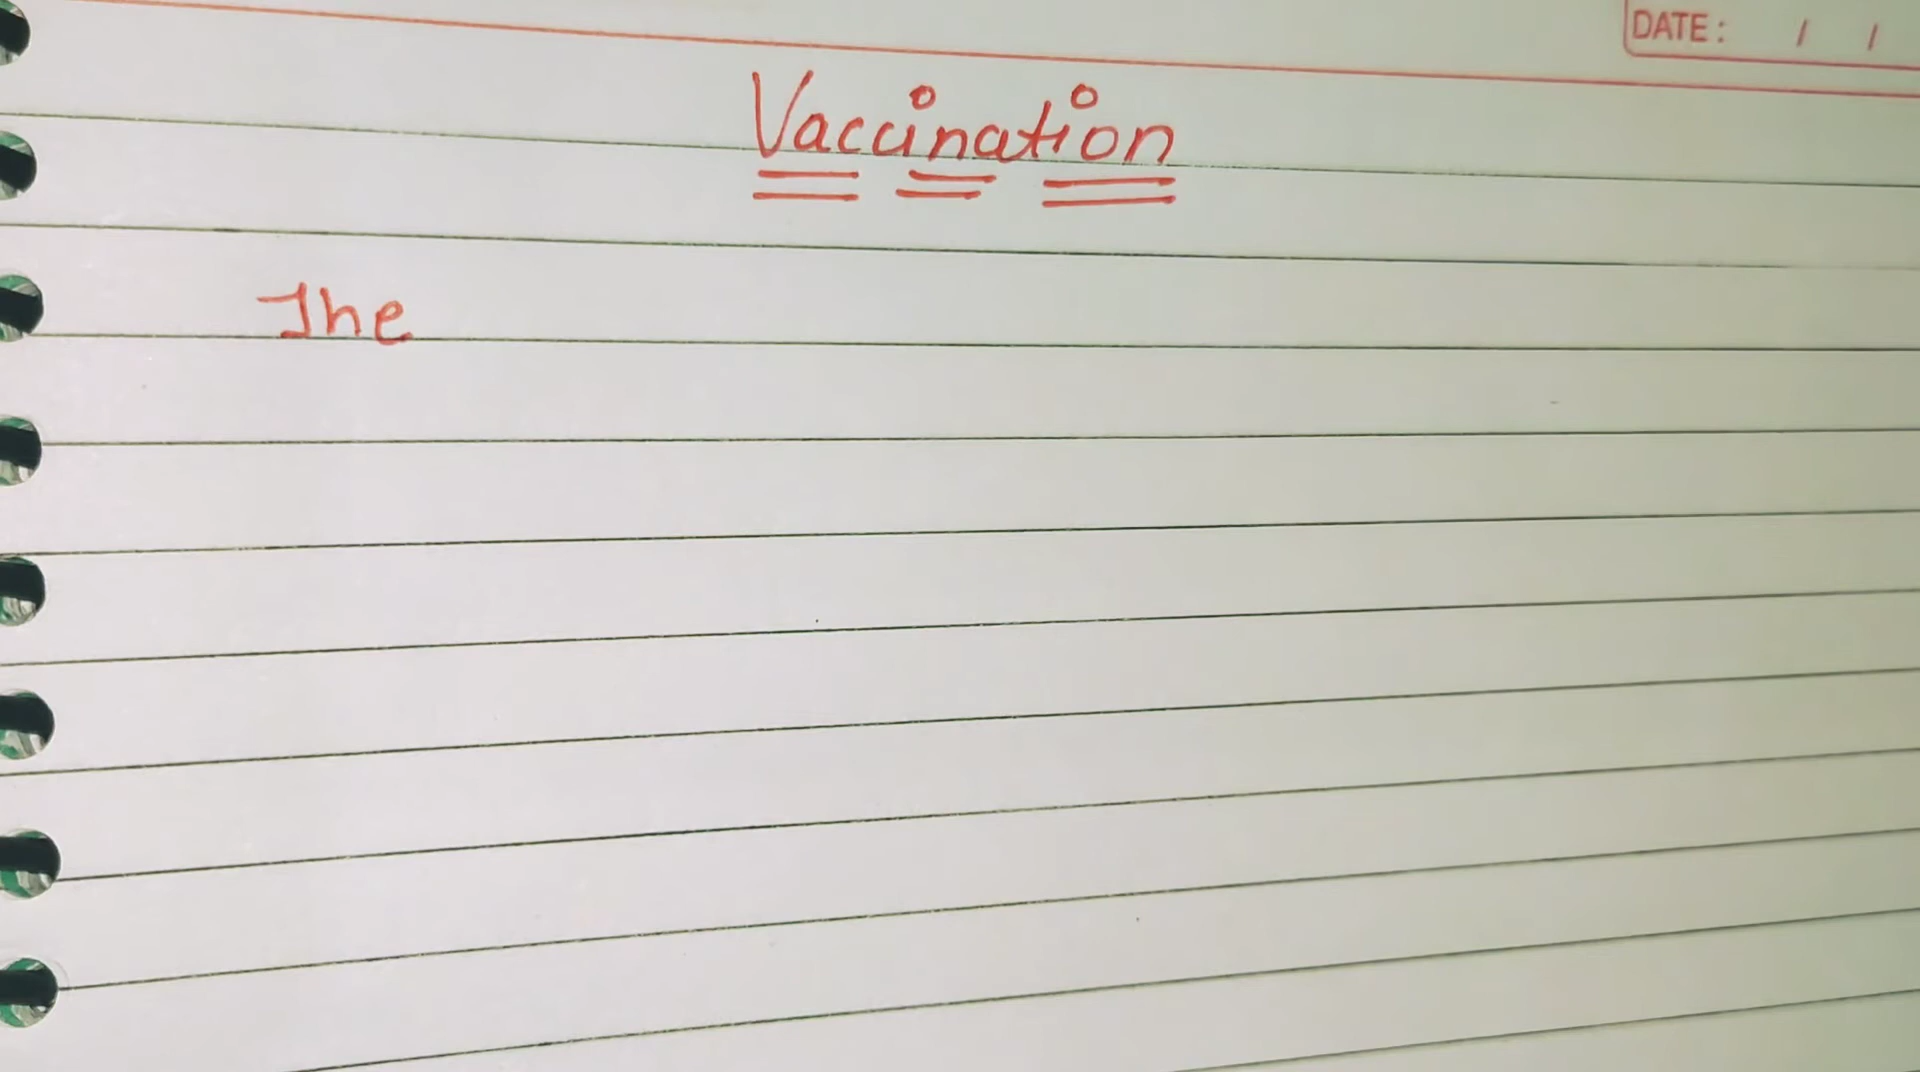 DATE: / /
Vaccination
The